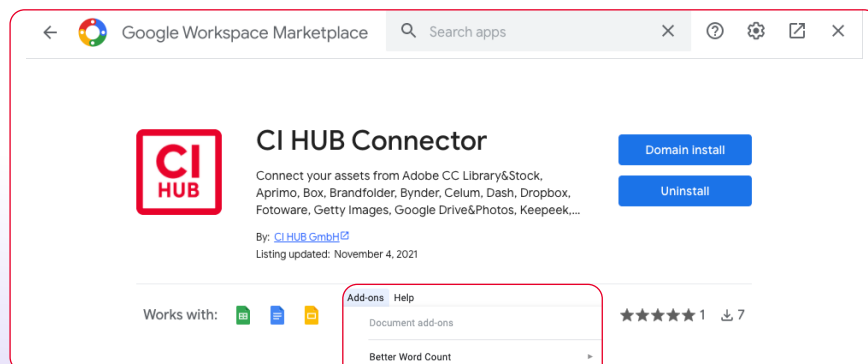 Google Workspace Marketplace
Search apps
CI
HUB
CI HUB Connector
Connect your assets from Adobe CC Library&Stock,
Aprimo, Box, Brandfolder, Bynder, Celum, Dash, Dropbox,
Fotoware, Getty Images, Google Drive&Photos, Keepeek,...
By: CI HUB GmbH
Listing updated: November 4, 2021
Domain install
Uninstall
Works with:
Add-ons Help
Document add-ons
Better Word Count
1 7